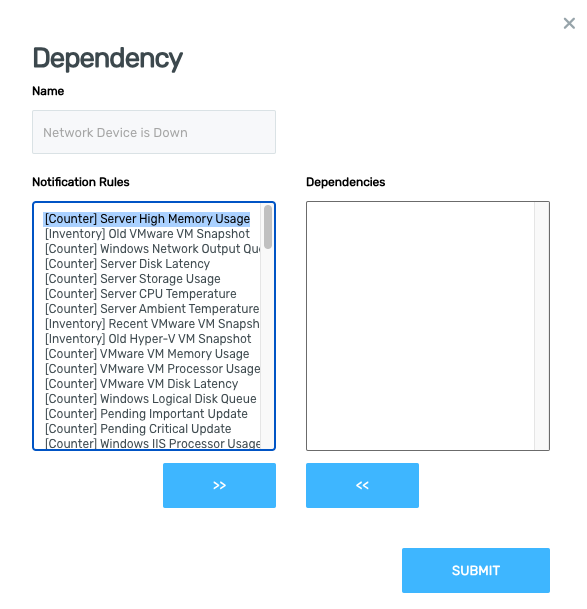 ×
Dependency
Name
Network Device is Down
Notification Rules
Dependencies
[Counter] Server High Memory Usage
[Inventory] Old VMware VM Snapshot
[Counter] Windows Network Output Qu
[Counter] Server Disk Latency
[Counter] Server Storage Usage
[Counter] Server CPU Temperature
[Counter] Server Ambient Temperature
[Inventory] Recent VMware VM Snapsh
[Inventory] Old Hyper-V VM Snapshot
[Counter] VMware VM Memory Usage
[Counter] VMware VM Processor Usage
[Counter] VMware VM Disk Latency
[Counter] Windows Logical Disk Queue
[Counter] Pending Important Update
[Counter] Pending Critical Update
[Counter] Windows IIS Processor Usage
>>
<<
SUBMIT